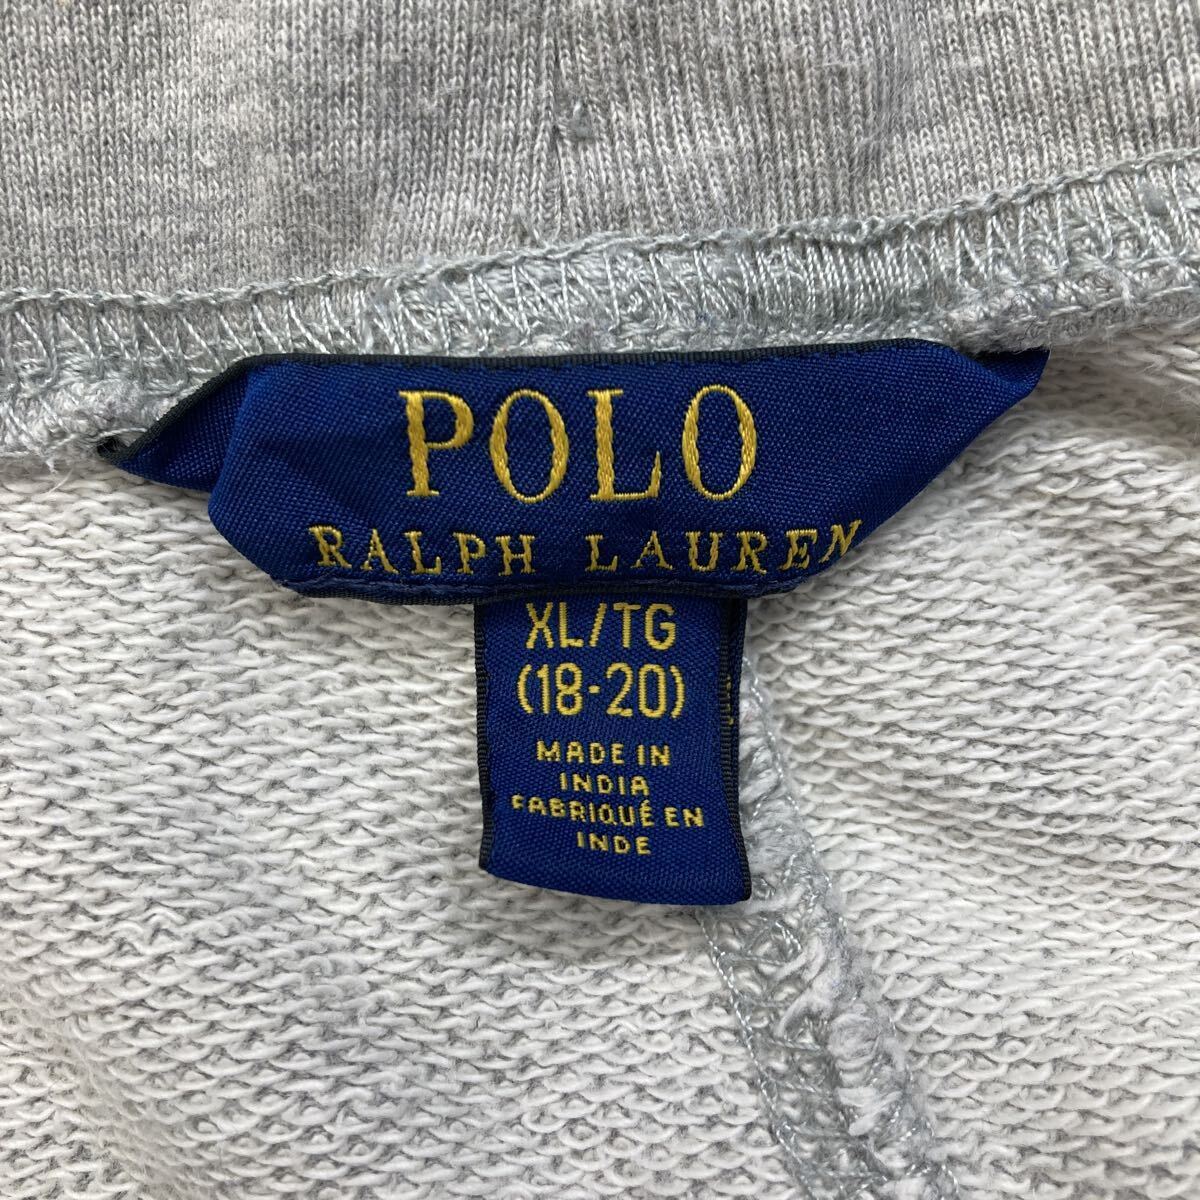 POLO
RALPH LAUREN
XL/TG
(18-20)
MADE IN
INDIA
FABRIQUÉ EN
INDE